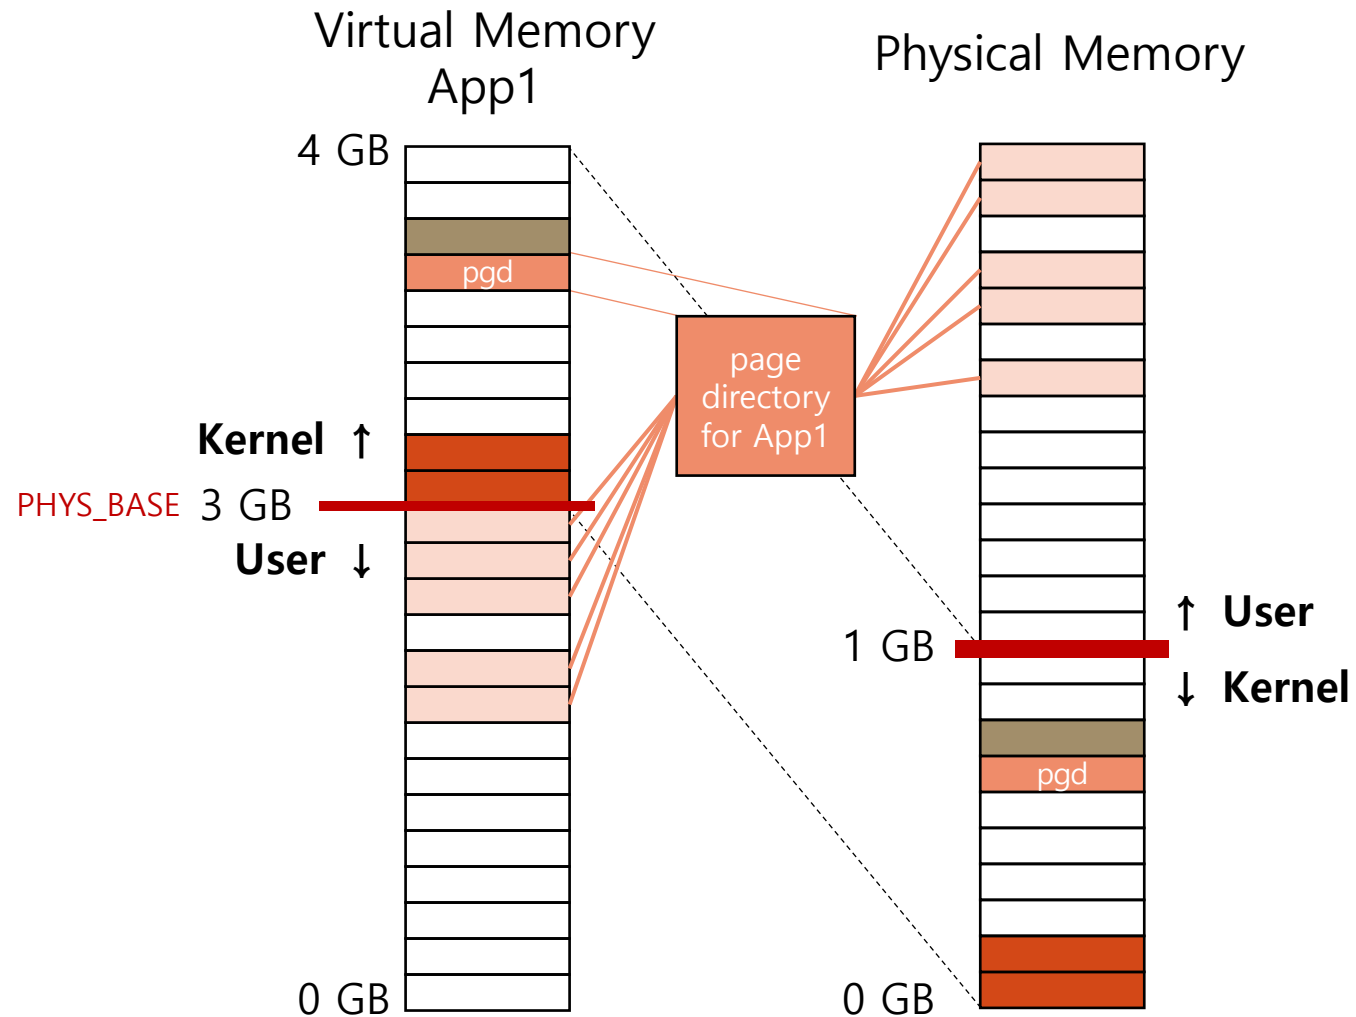 Virtual Memory
App1
Physical Memory
4 GB
pgd
page
directory
for App1
Kernel ↑
PHYS_BASE 3 GB
User ↓
↑ User
1 GB
↓ Kernel
pgd
0 GB
0 GB